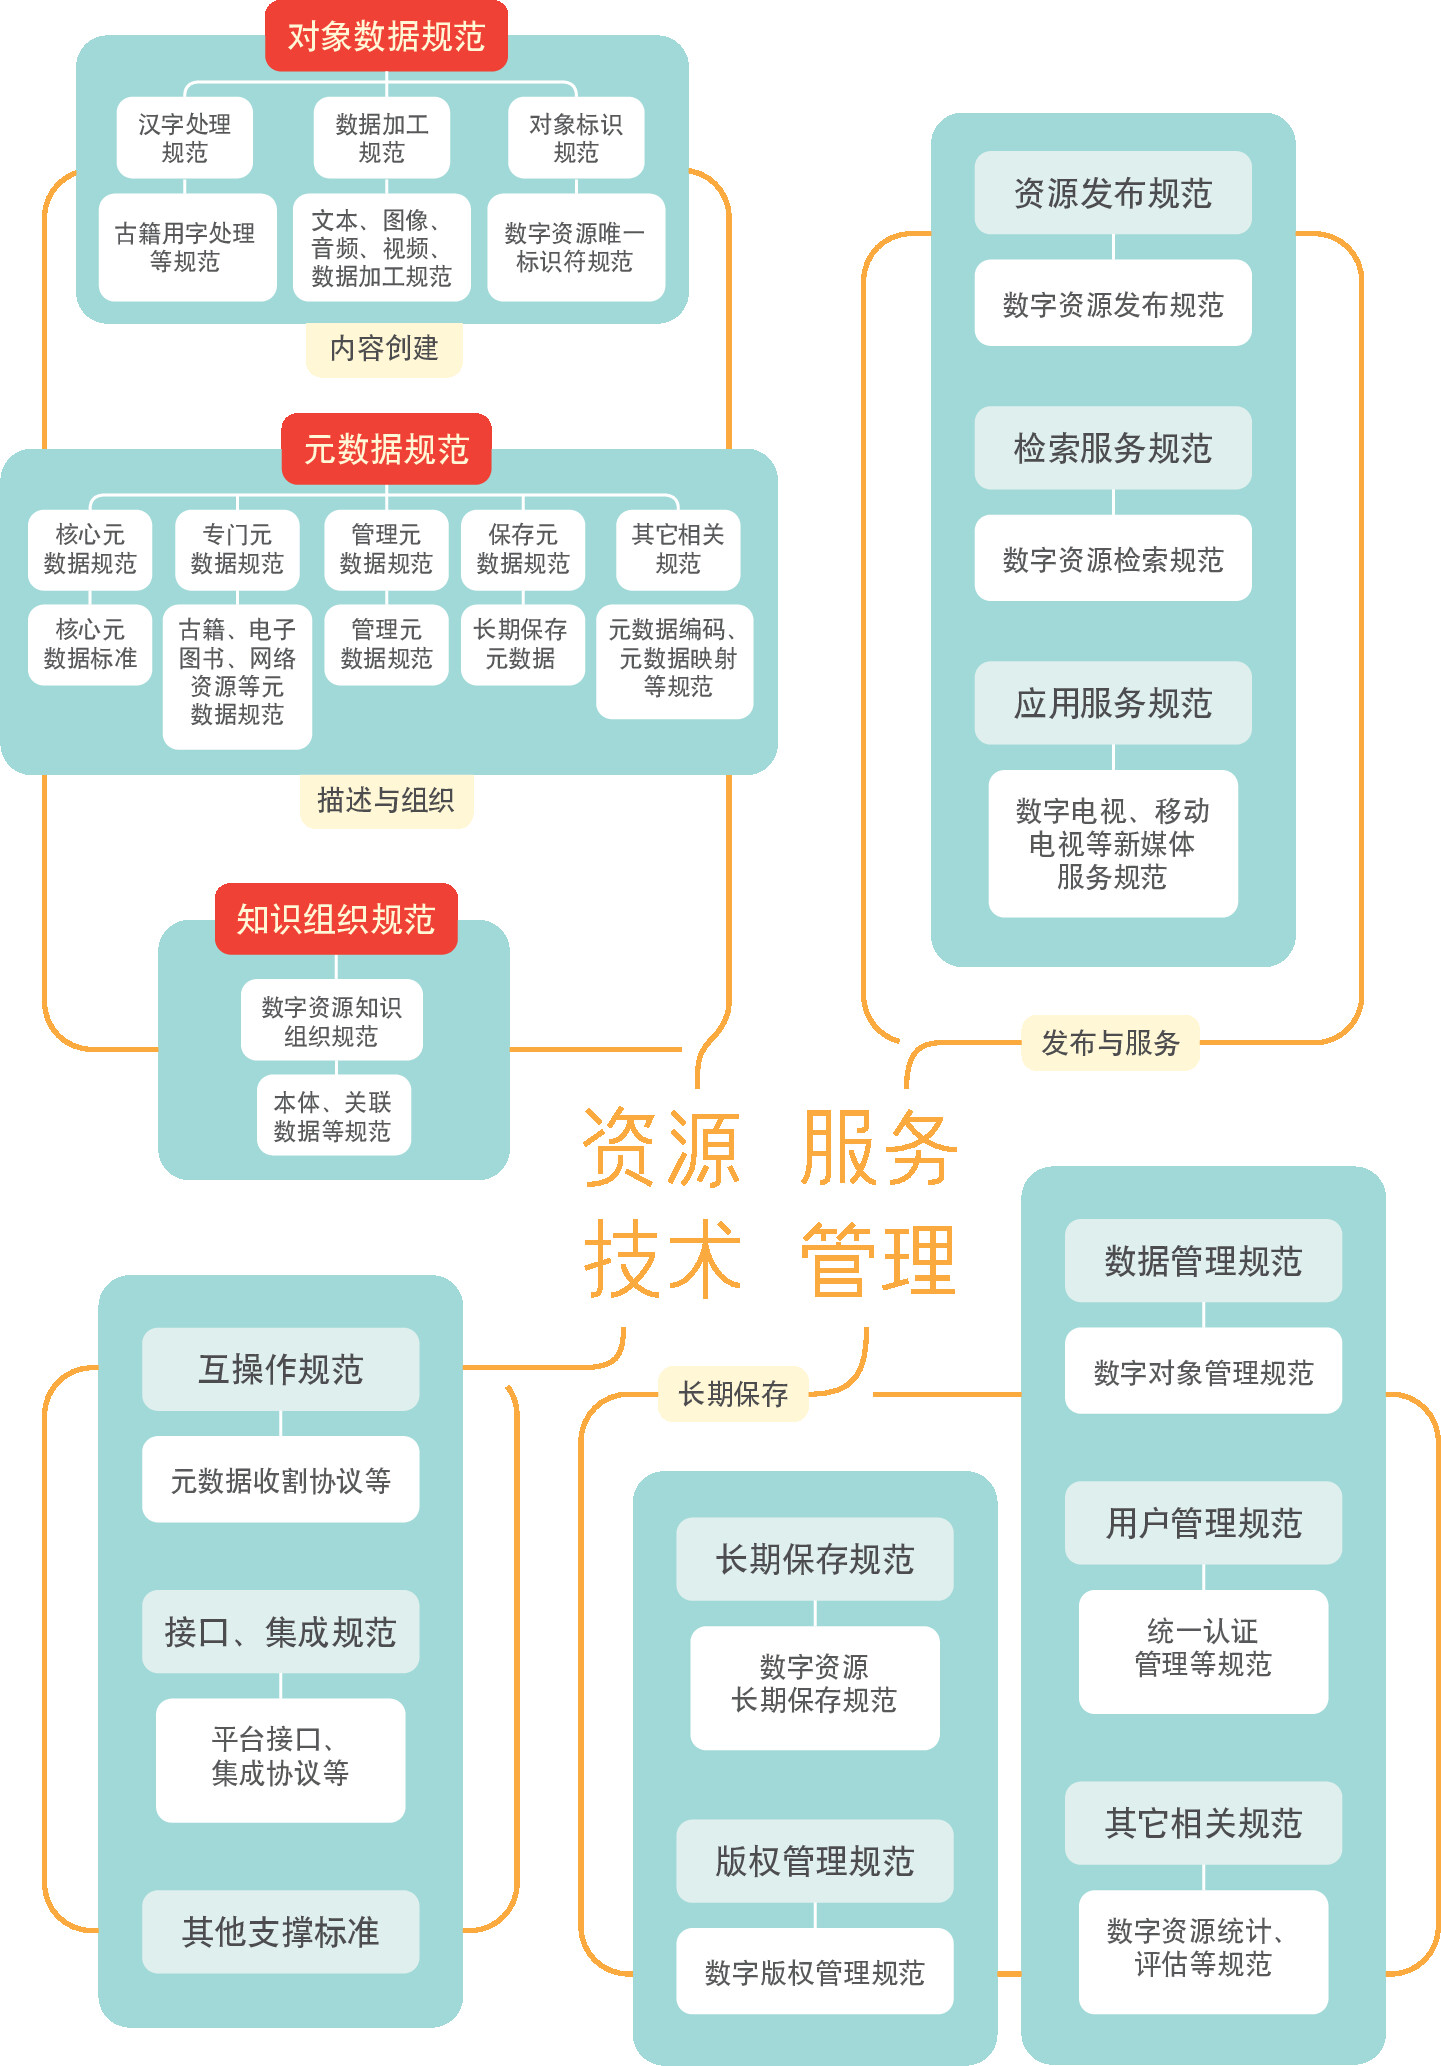 对象数据规范
汉字处理
规范
数据加工
规范
对象标识
规范
古籍用字处理
等规范
文本、图像、
音频、视频、
数据加工规范
数字资源唯一
标识符规范
内容创建
元数据规范
核心元
数据规范
专门元
数据规范
管理元
数据规范
保存元
数据规范
其它相关
规范
核心元
数据标准
古籍、电子
图书、网络
资源等元
数据规范
管理元
数据规范
长期保存
元数据
元数据编码、
元数据映射
等规范
描述与组织
知识组织规范
数字资源知识
组织规范
本体、关联
数据等规范
资源发布规范
数字资源发布规范
检索服务规范
数字资源检索规范
应用服务规范
数字电视、移动
电视等新媒体
服务规范
发布与服务
资源 服务
技术 管理
互操作规范
元数据收割协议等
接口、集成规范
平台接口、
集成协议等
其他支撑标准
长期保存
长期保存规范
数字资源
长期保存规范
版权管理规范
数字版权管理规范
数据管理规范
数字对象管理规范
用户管理规范
统一认证
管理等规范
其它相关规范
数字资源统计、
评估等规范